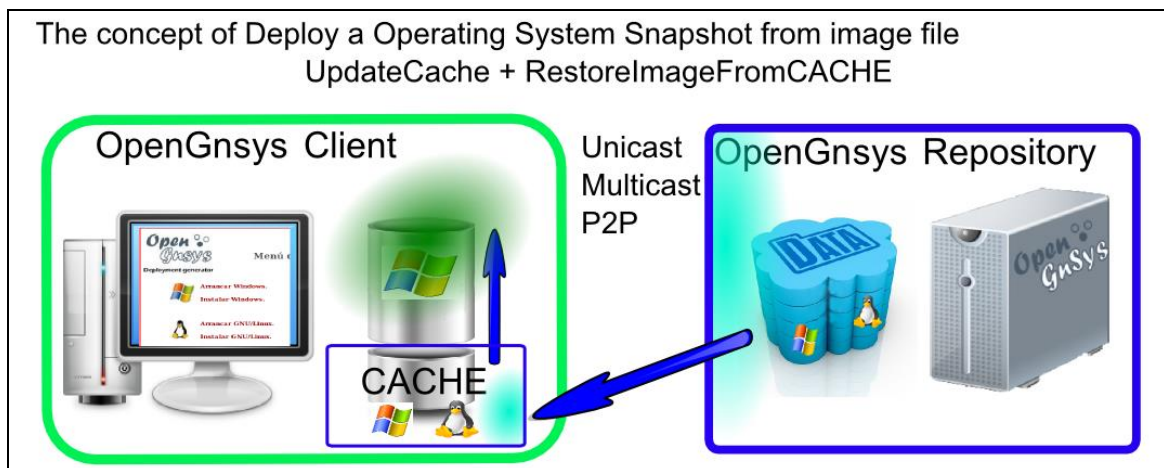 The concept of Deploy a Operating System Snapshot from image file
UpdateCache + RestoreImageFromCACHE
OpenGnsys Client
Unicast
Multicast
P2P
OpenGnsys Repository
Open
Gnsys
Deployment generator
Menú
Arrancar Windows.
Instalar Windows.
Arrancar GNU/Linux.
Instalar GNU/Linux.
CACHE
DATA
Open
GnSys